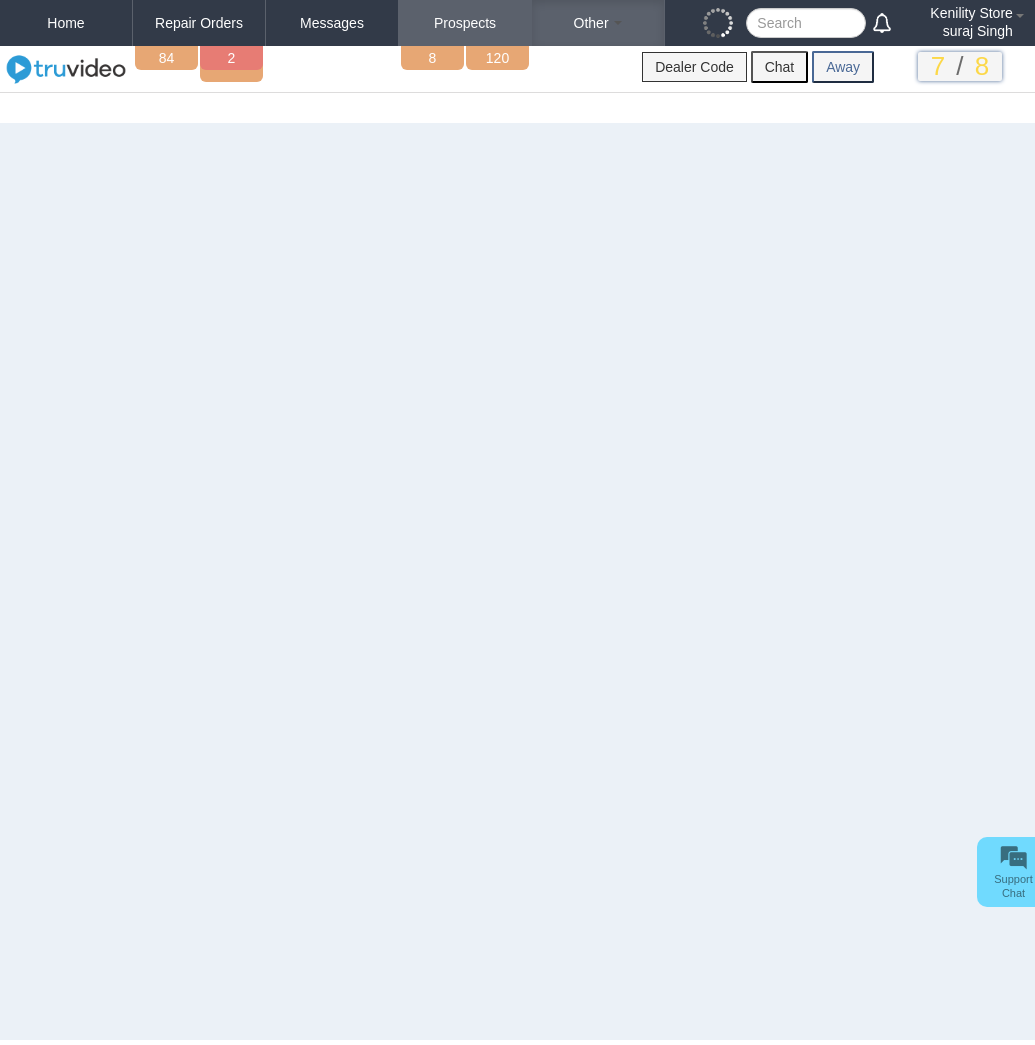 Home
Repair Orders
Messages
Prospects
Other
Search
Kenility Store
suraj Singh
truvideo
84
2
8
120
Dealer Code
Chat
Away
7 / 8
Support
Chat